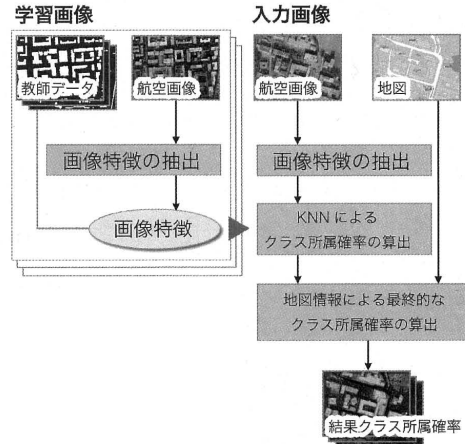 学習画像
教師データ
航空画像
画像特徴の抽出
画像特徴
入力画像
航空画像
地図
画像特徴の抽出
KNNによる
クラス所属確率の算出
地図情報による最終的な
クラス所属確率の算出
結果クラス所属確率